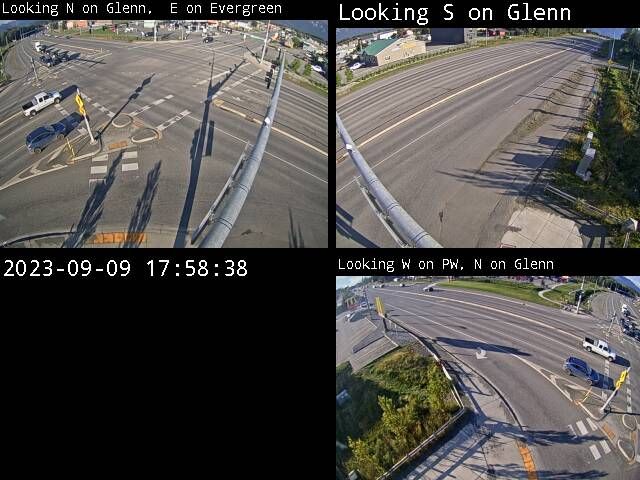 Looking N on Glenn,  E on Evergreen
Looking S on Glenn
2023-09-09 17:58:38
Looking W on PW, N on Glenn